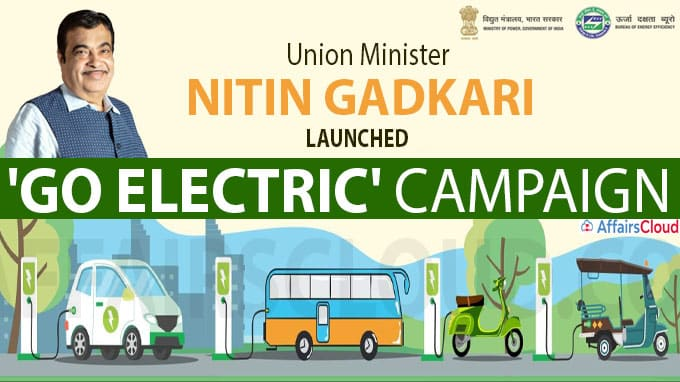 विद्युत मंत्रालय, भारत सरकार
MINISTRY OF POWER, GOVERNMENT OF INDIA
ऊर्जा दक्षता ब्यूरो
BUREAU OF ENERGY EFFICIENCY
Union Minister
NITIN GADKARI
LAUNCHED
'GO ELECTRIC' CAMPAIGN
AffairsCloud